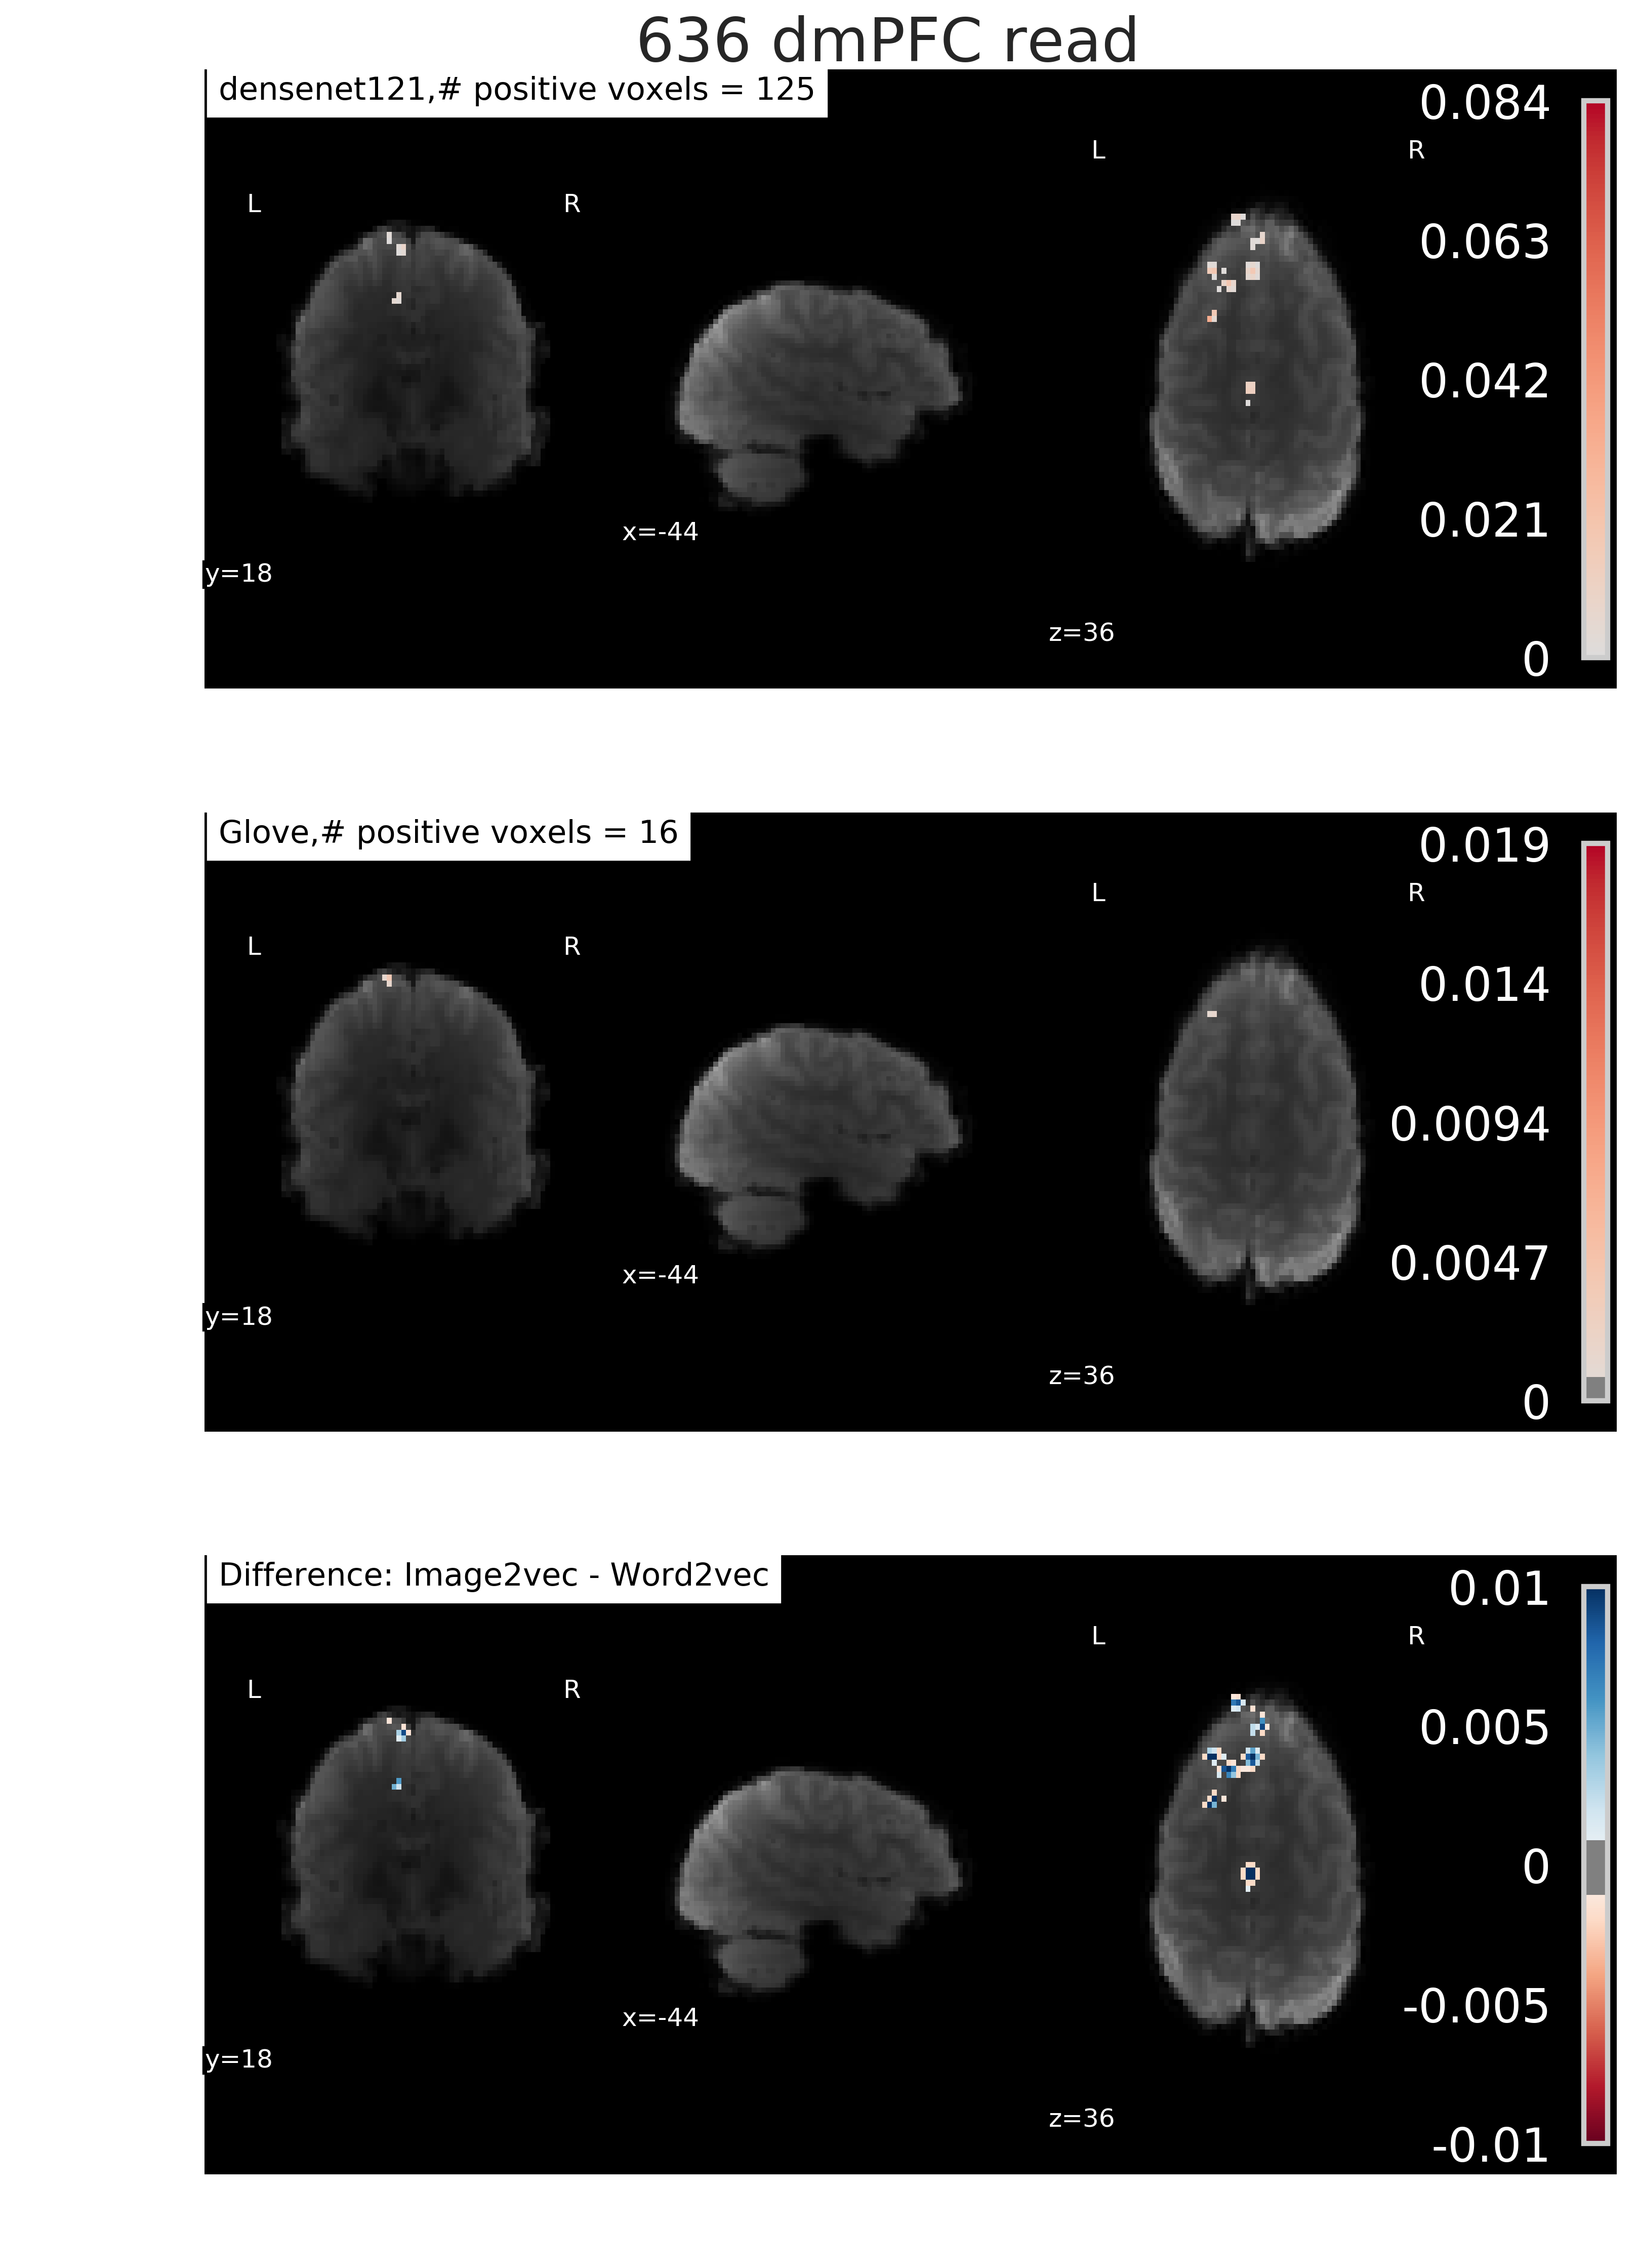 636 dmPFC read
densenet121,# positive voxels = 125
0.084
L R
0.063
L R
0.042
0.021
x=-44
y=18
z=36
0
Glove,# positive voxels = 16
0.019
L R
0.014
L R
0.0094
0.0047
x=-44
y=18
z=36
0
Difference: Image2vec - Word2vec
0.01
L R
0.005
L R
0
-0.005
x=-44
y=18
z=36
-0.01